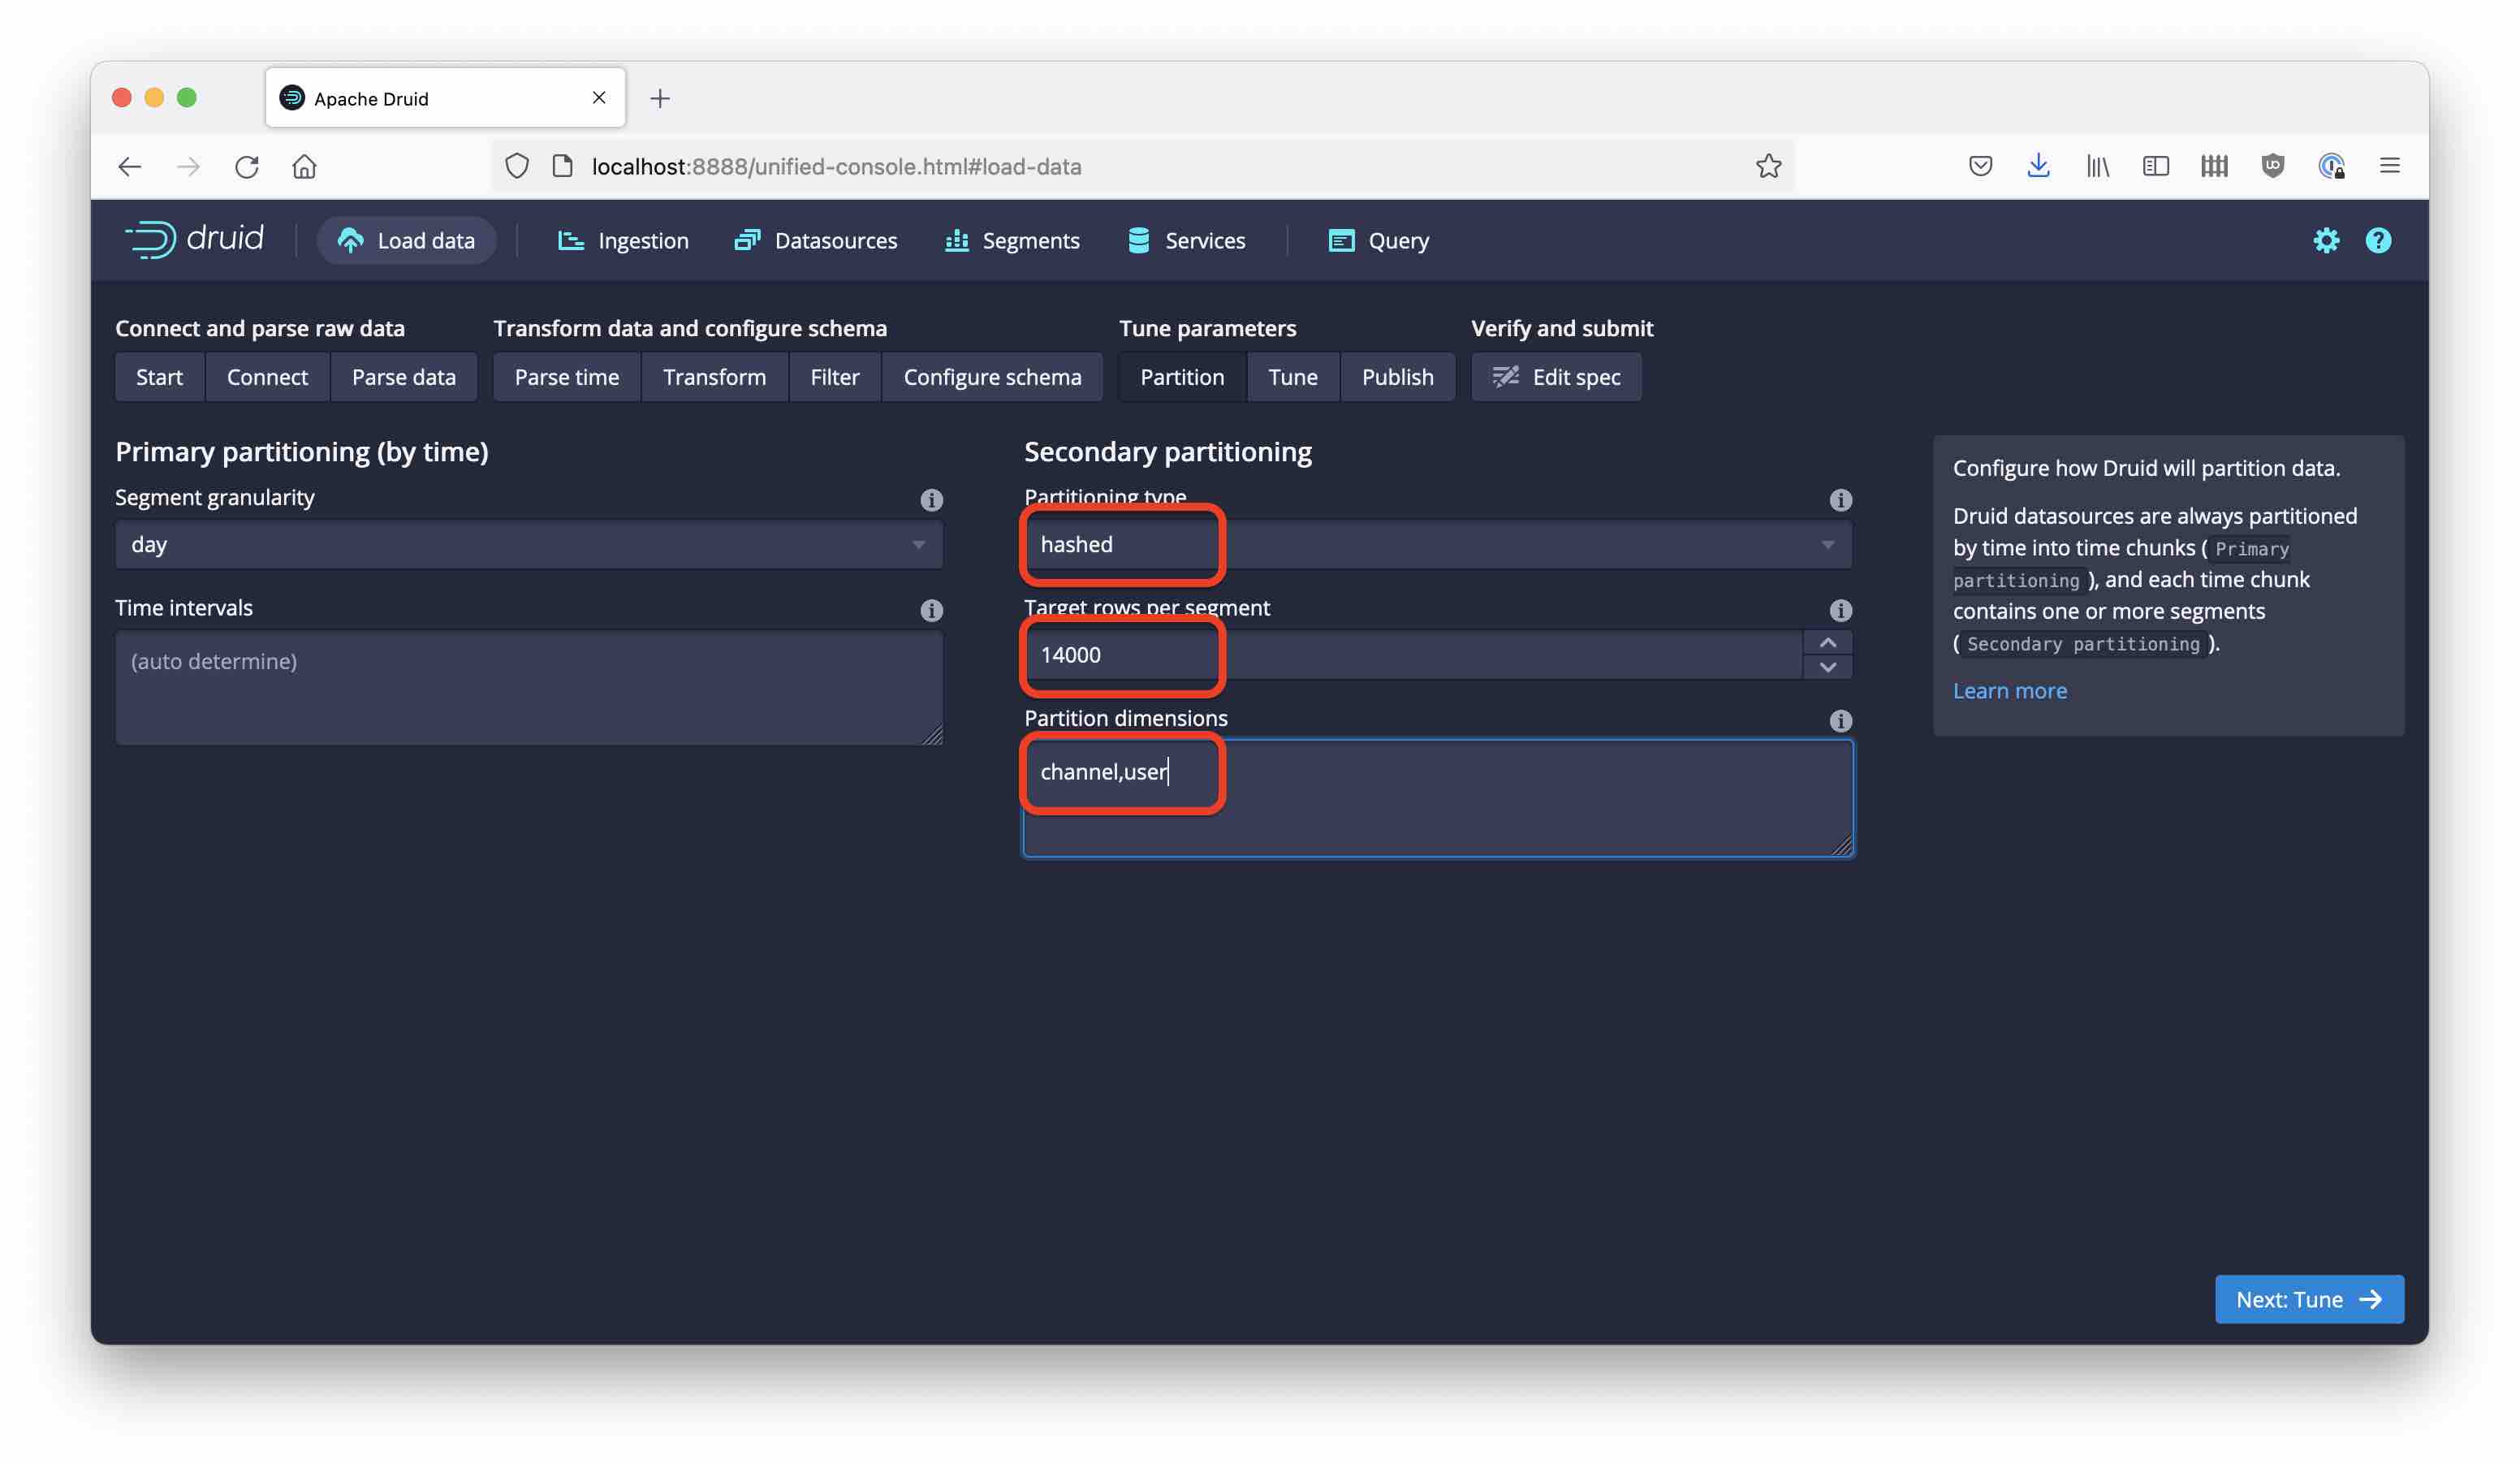 Apache Druid
localhost:8888/unified-console.html#load-data
druid
Load data
Ingestion
Datasources
Segments
Services
Query
Connect and parse raw data
Transform data and configure schema
Tune parameters
Verify and submit
Start
Connect
Parse data
Parse time
Transform
Filter
Configure schema
Partition
Tune
Publish
Edit spec
Primary partitioning (by time)
Segment granularity
day
Time intervals
(auto determine)
Secondary partitioning
Partitioning type
hashed
Target rows per segment
14000
Partition dimensions
channel,user
Configure how Druid will partition data.
Druid datasources are always partitioned
by time into time chunks ( Primary
partitioning ), and each time chunk
contains one or more segments
( Secondary partitioning ).
Learn more
Next: Tune